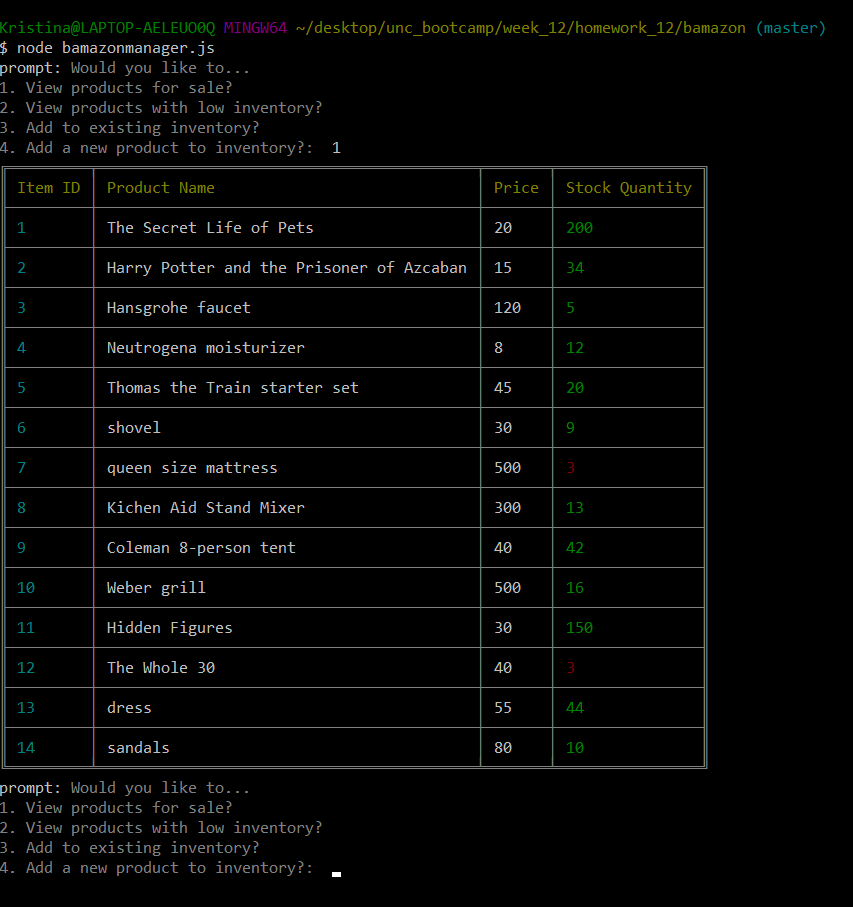 Kristina@LAPTOP-AELEUO0Q MINGW64 ~/desktop/unc_bootcamp/week_12/homework_12/bamazon (master)
$ node bamazonmanager.js
prompt: Would you like to...
1. View products for sale?
2. View products with low inventory?
3. Add to existing inventory?
4. Add a new product to inventory?:  1
Item ID Product Name Price Stock Quantity
1 The Secret Life of Pets 20 200
2 Harry Potter and the Prisoner of Azcaban 15 34
3 Hansgrohe faucet 120 5
4 Neutrogena moisturizer 8 12
5 Thomas the Train starter set 45 20
6 shovel 30 9
7 queen size mattress 500 3
8 Kichen Aid Stand Mixer 300 13
9 Coleman 8-person tent 40 42
10 Weber grill 500 16
11 Hidden Figures 30 150
12 The Whole 30 40 3
13 dress 55 44
14 sandals 80 10
prompt: Would you like to...
1. View products for sale?
2. View products with low inventory?
3. Add to existing inventory?
4. Add a new product to inventory?: